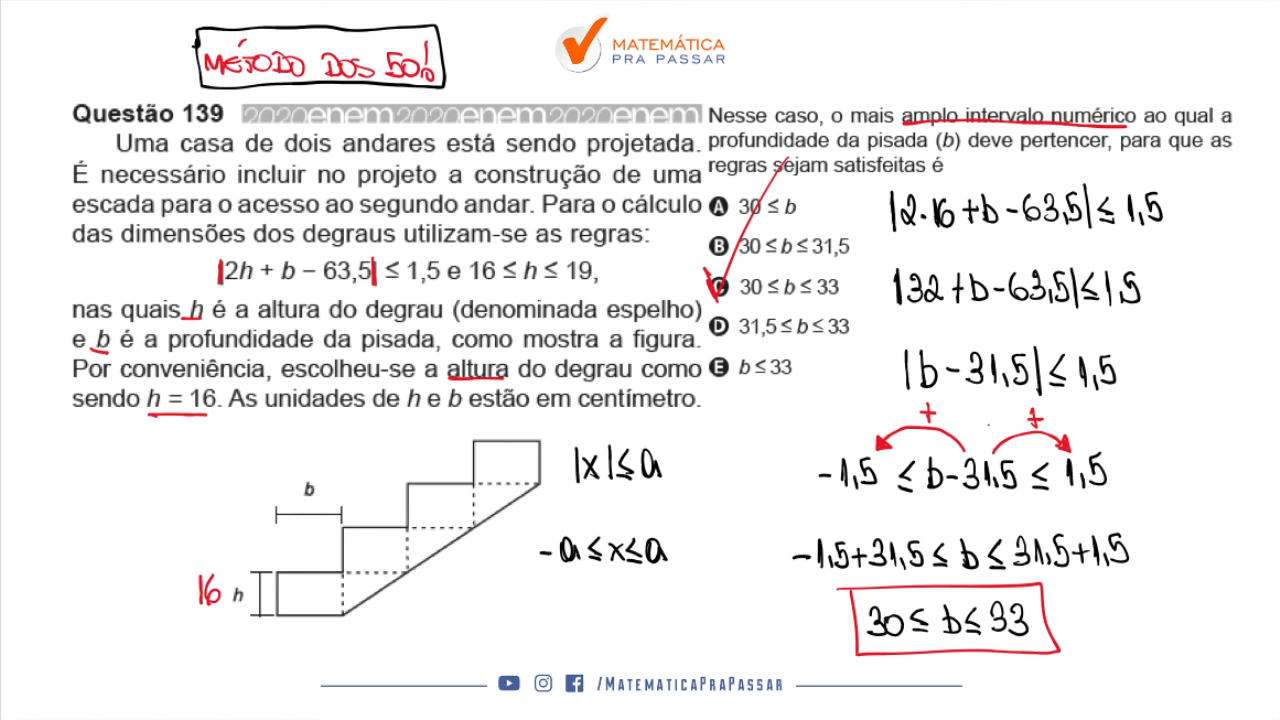 MÉTODO DOS 50!
MATEMÁTICA
PRA PASSAR
Questão 139 2020enem2020enem2020enem
Uma casa de dois andares está sendo projetada.
É necessário incluir no projeto a construção de uma
escada para o acesso ao segundo andar. Para o cálculo
das dimensões dos degraus utilizam-se as regras:
|2h + b − 63,5| ≤ 1,5 e 16 ≤ h ≤ 19,
nas quais h é a altura do degrau (denominada espelho)
e b é a profundidade da pisada, como mostra a figura.
Por conveniência, escolheu-se a altura do degrau como
sendo h = 16. As unidades de h e b estão em centímetro.
b
16 h
|x| ≤ a
-a ≤ x ≤ a
Nesse caso, o mais amplo intervalo numérico ao qual a
profundidade da pisada (b) deve pertencer, para que as
regras sejam satisfeitas é
A 30 ≤ b
B 30 ≤ b ≤ 31,5
C 30 ≤ b ≤ 33
D 31,5 ≤ b ≤ 33
E b ≤ 33
|2·16 + b - 63,5| ≤ 1,5
|32 + b - 63,5| ≤ 1,5
|b - 31,5| ≤ 1,5
+ +
-1,5 ≤ b - 31,5 ≤ 1,5
-1,5 + 31,5 ≤ b ≤ 31,5 + 1,5
30 ≤ b ≤ 33
/MatematicaPraPassar